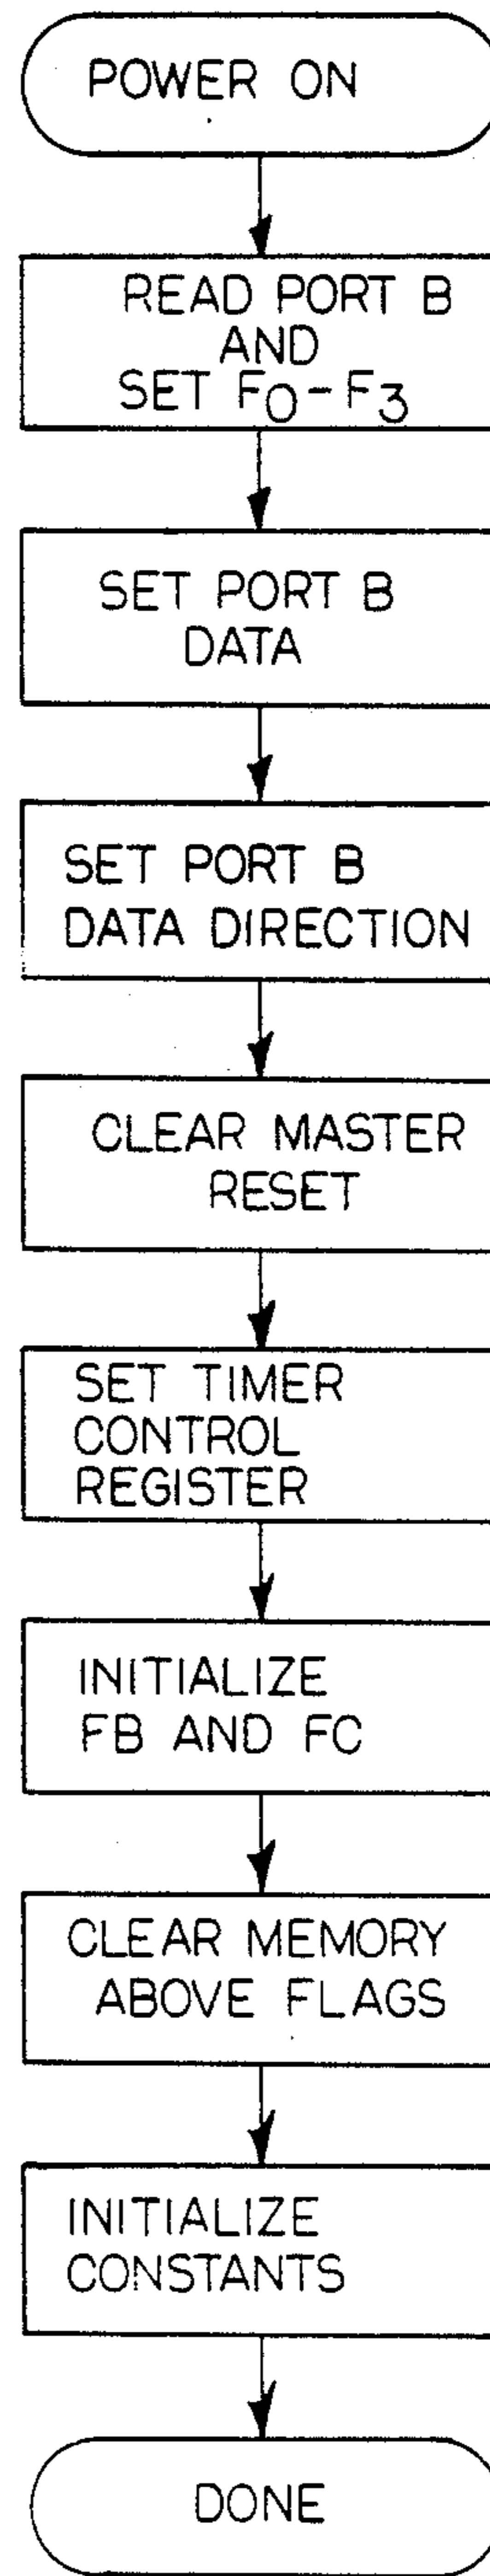 POWER ON
READ PORT B
AND
SET F0-F3
SET PORT B
DATA
SET PORT B
DATA DIRECTION
CLEAR MASTER
RESET
SET TIMER
CONTROL
REGISTER
INITIALIZE
FB AND FC
CLEAR MEMORY
ABOVE FLAGS
INITIALIZE
CONSTANTS
DONE